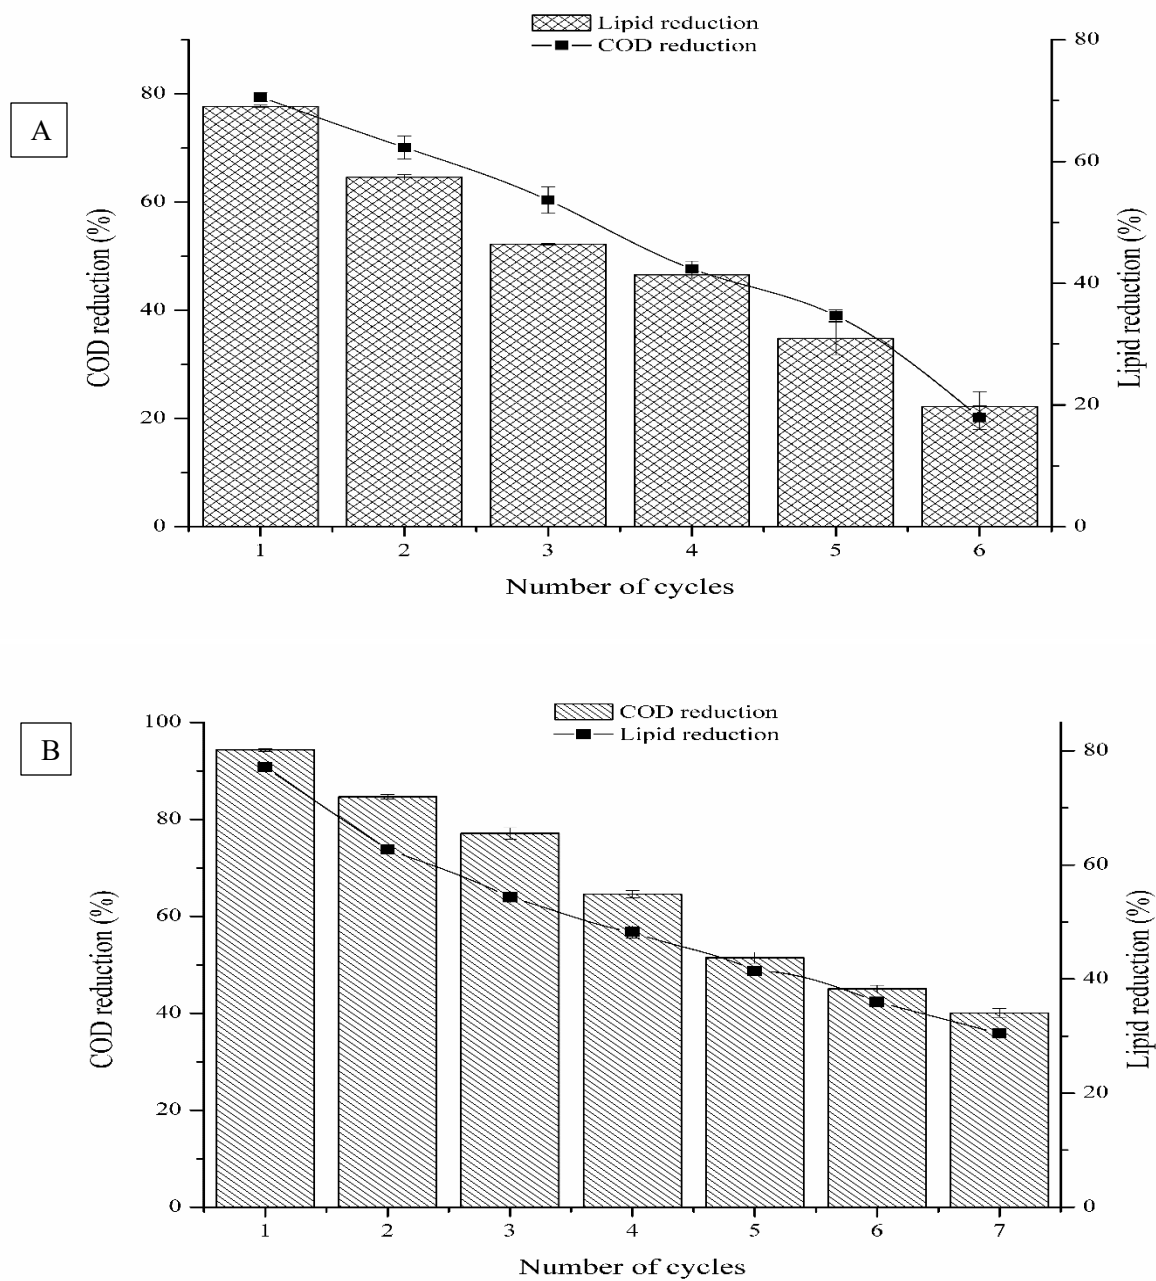 A
Lipid reduction
COD reduction
80
60
40
20
0
COD reduction (%)
80
60
40
20
0
Lipid reduction (%)
1 2 3 4 5 6
Number of cycles
B
COD reduction
Lipid reduction
100
80
60
40
20
0
COD reduction (%)
80
60
40
20
0
Lipid reduction (%)
1 2 3 4 5 6 7
Number of cycles